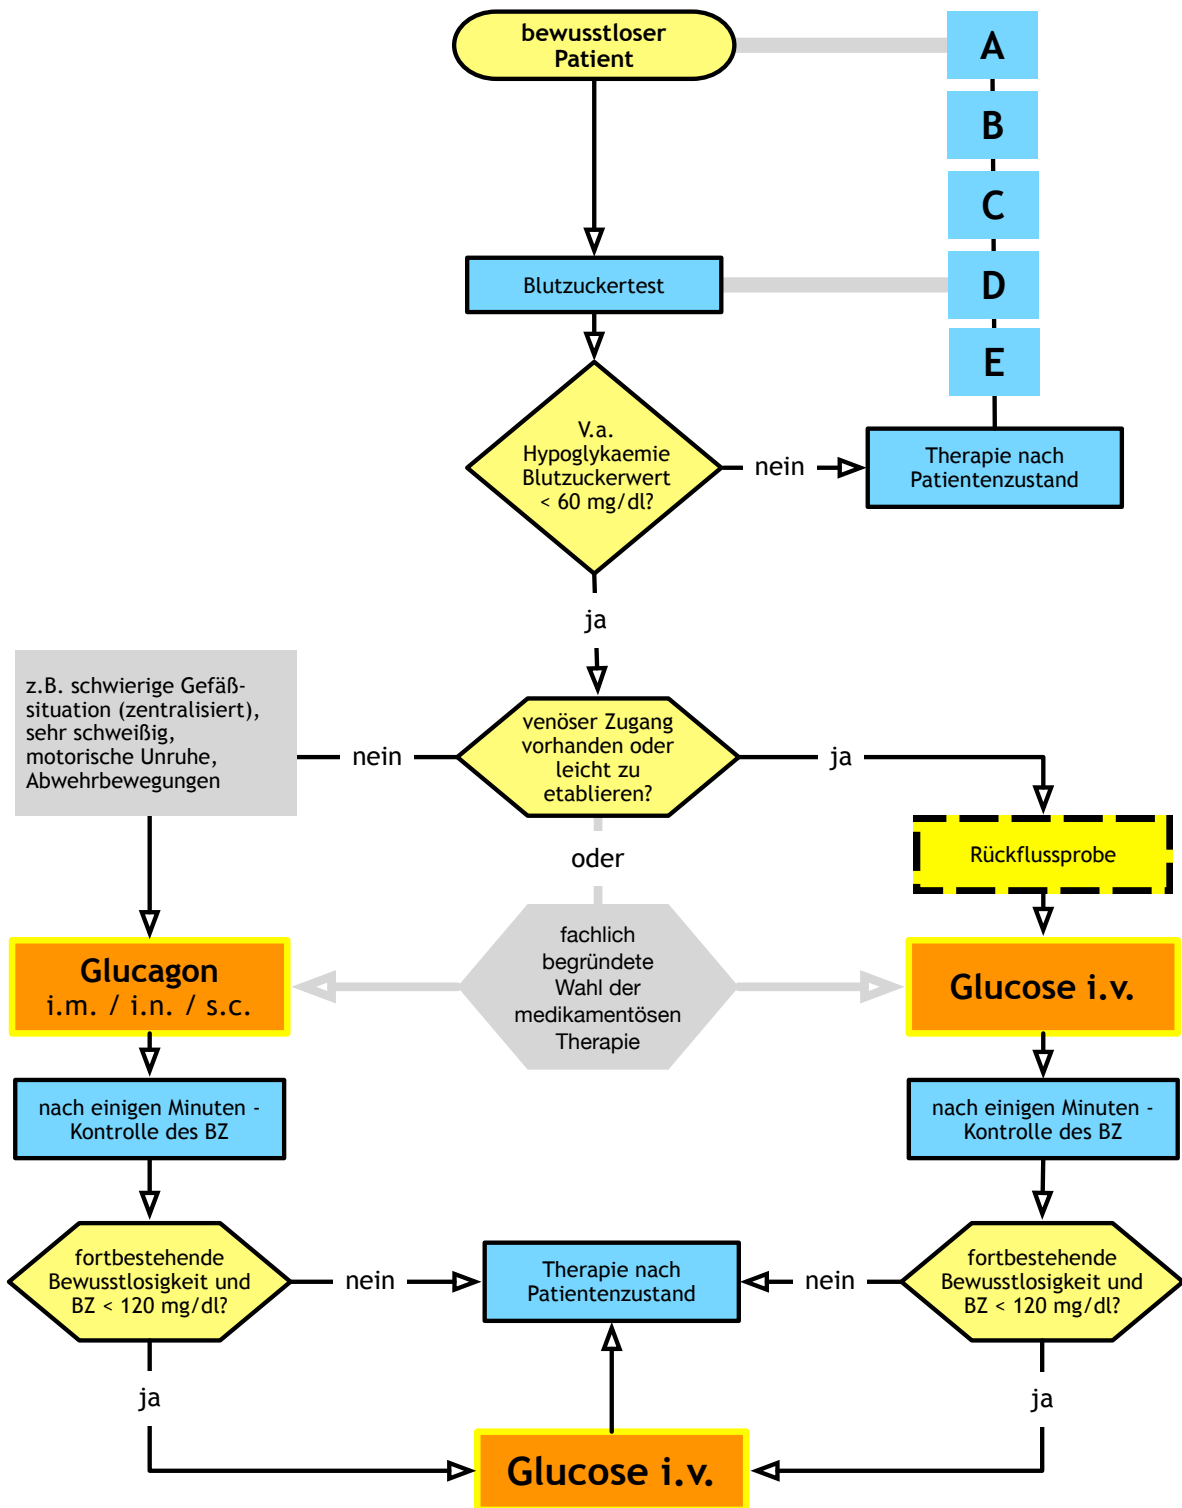 bewusstloser
Patient
A
B
C
Blutzuckertest
D
E
V.a.
Hypoglykaemie
Blutzuckerwert
< 60 mg/dl?
nein
Therapie nach
Patientenzustand
ja
z.B. schwierige Gefäß-
situation (zentralisiert),
sehr schweißig,
motorische Unruhe,
Abwehrbewegungen
nein
venöser Zugang
vorhanden oder
leicht zu
etablieren?
ja
Rückflussprobe
oder
fachlich
begründete
Wahl der
medikamentösen
Therapie
Glucagon
i.m. / i.n. / s.c.
Glucose i.v.
nach einigen Minuten -
Kontrolle des BZ
nach einigen Minuten -
Kontrolle des BZ
fortbestehende
Bewusstlosigkeit und
BZ < 120 mg/dl?
nein
Therapie nach
Patientenzustand
nein
fortbestehende
Bewusstlosigkeit und
BZ < 120 mg/dl?
ja
ja
Glucose i.v.